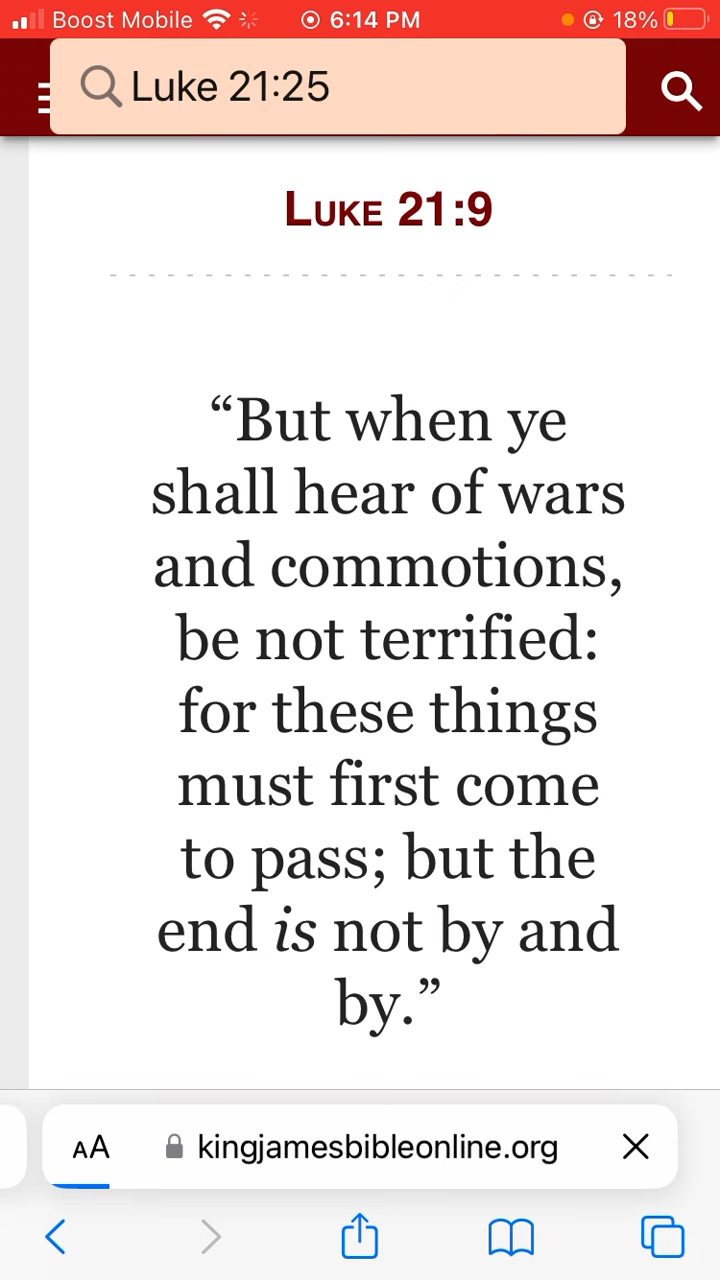 Boost Mobile 6:14 PM 18%
Luke 21:25
LUKE 21:9
“But when ye
shall hear of wars
and commotions,
be not terrified:
for these things
must first come
to pass; but the
end is not by and
by.”
AA kingjamesbibleonline.org